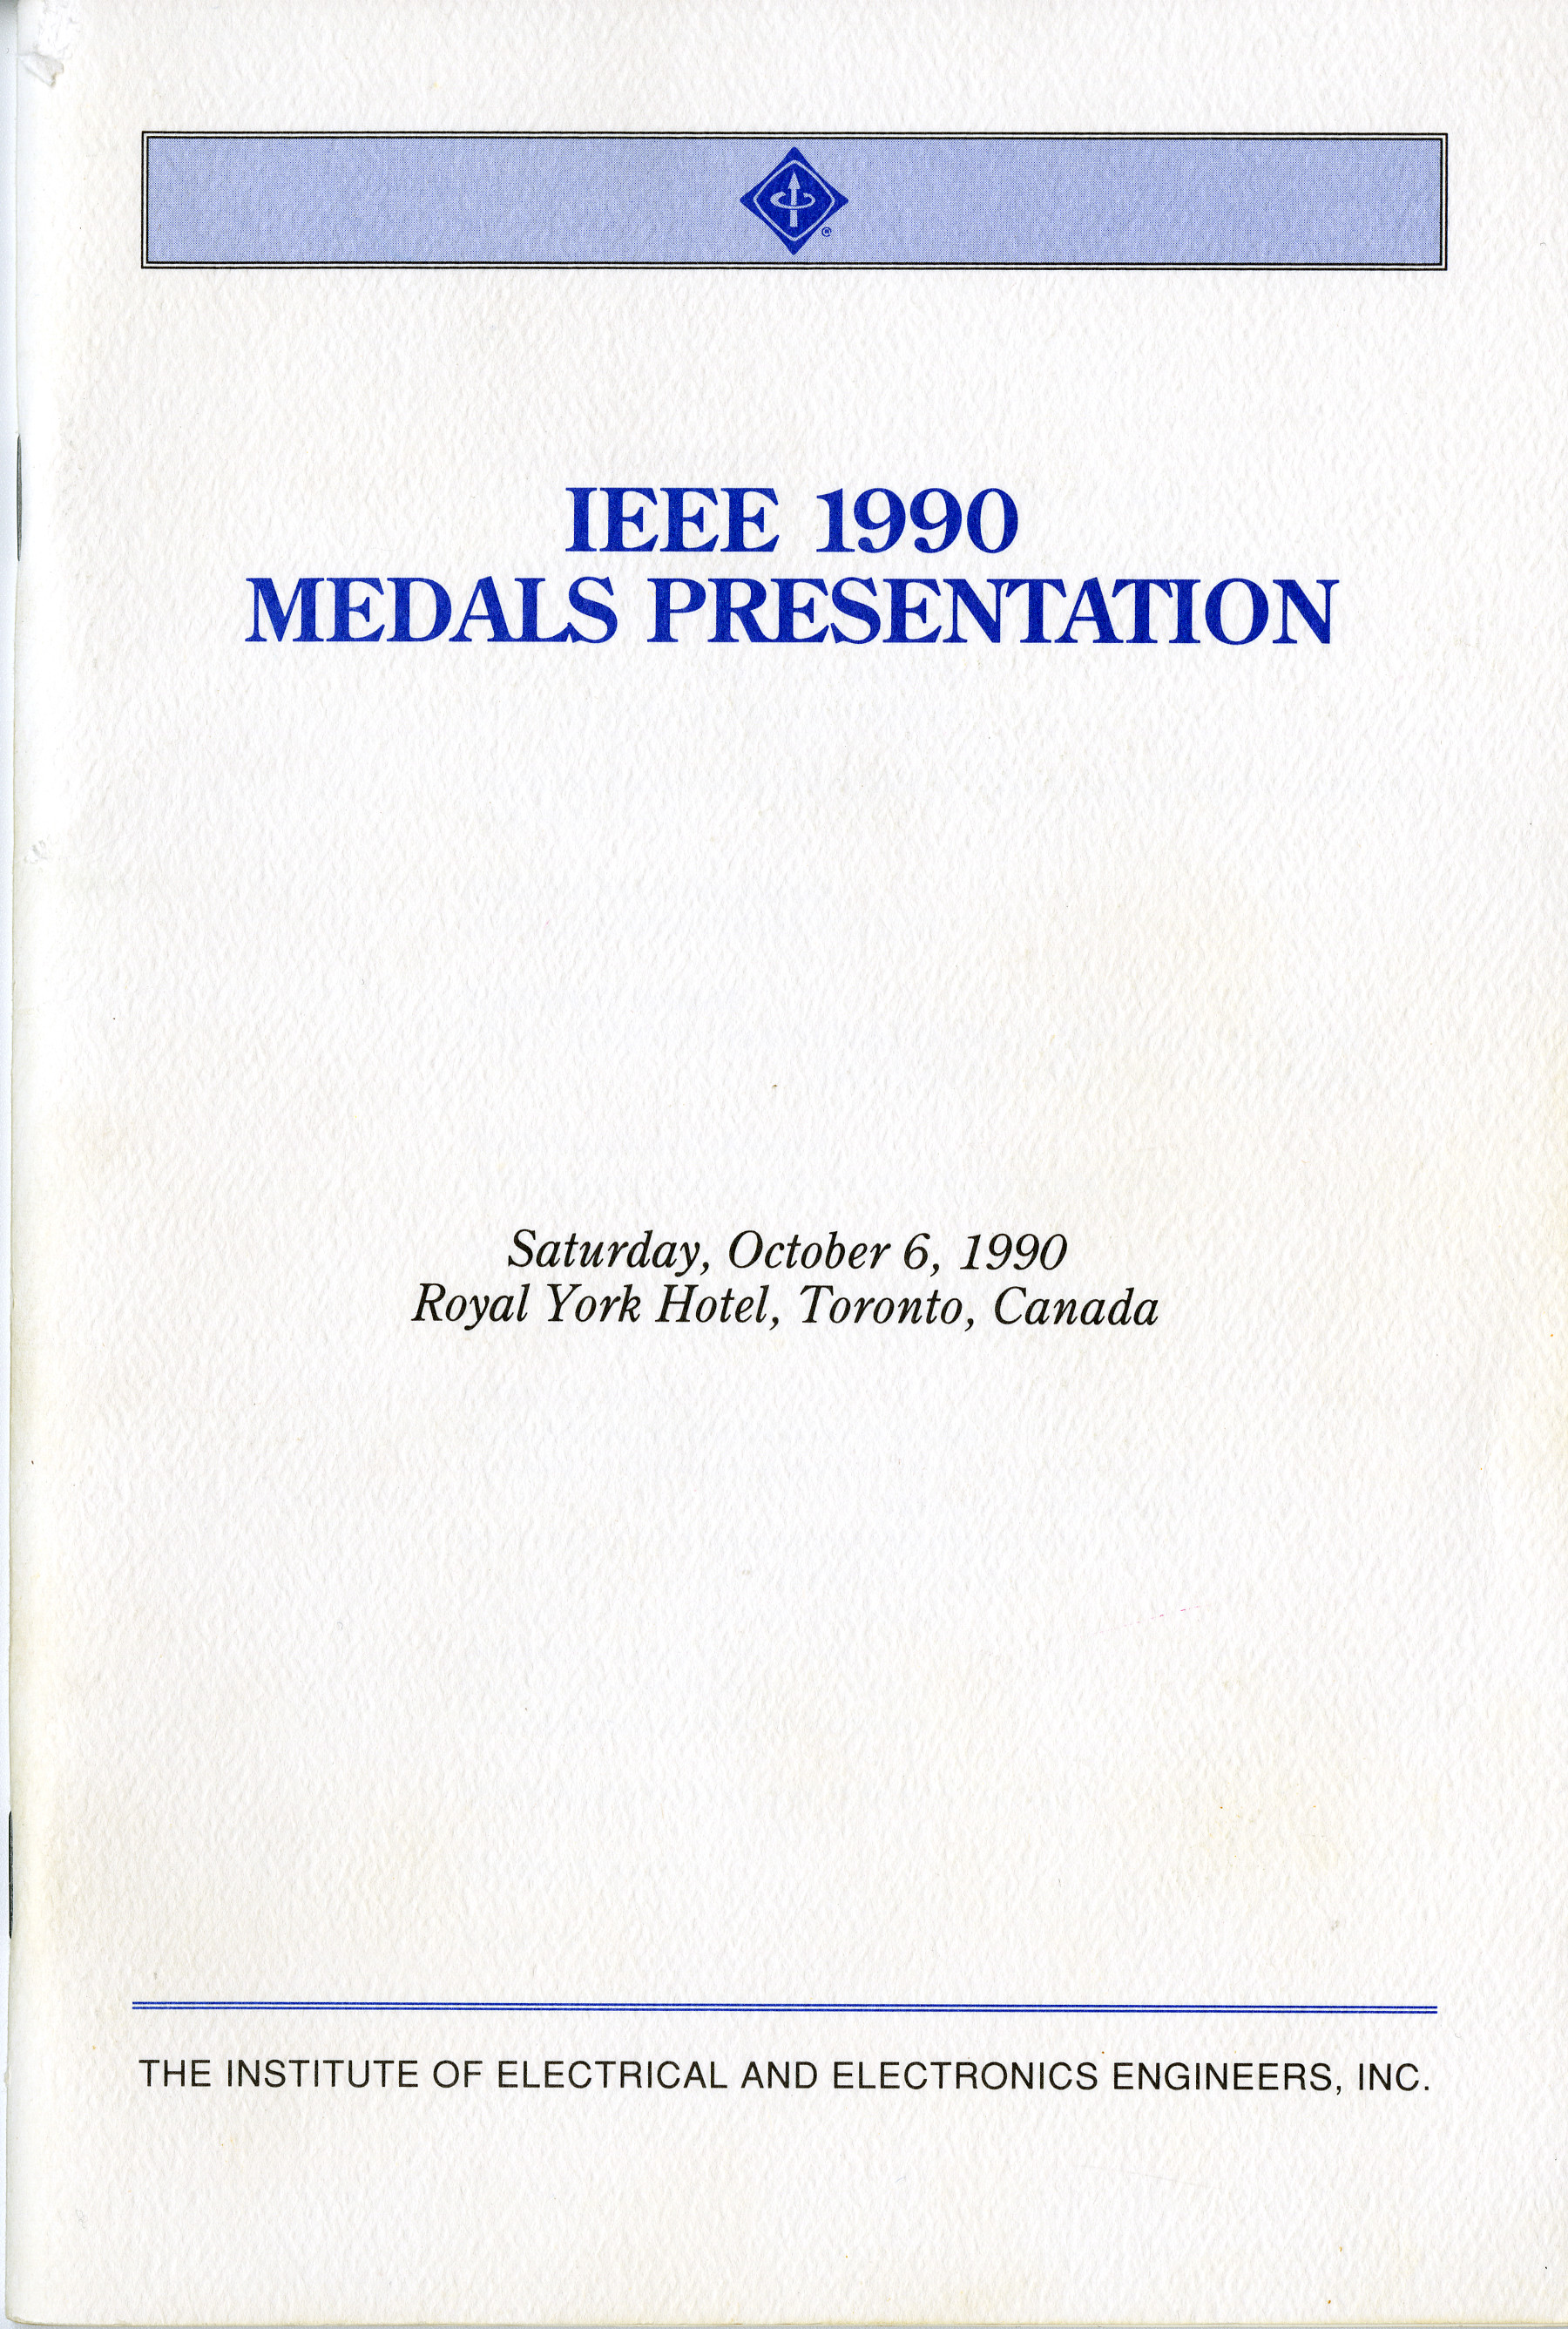 IEEE 1990
MEDALS PRESENTATION
Saturday, October 6, 1990
Royal York Hotel, Toronto, Canada
THE INSTITUTE OF ELECTRICAL AND ELECTRONICS ENGINEERS, INC.